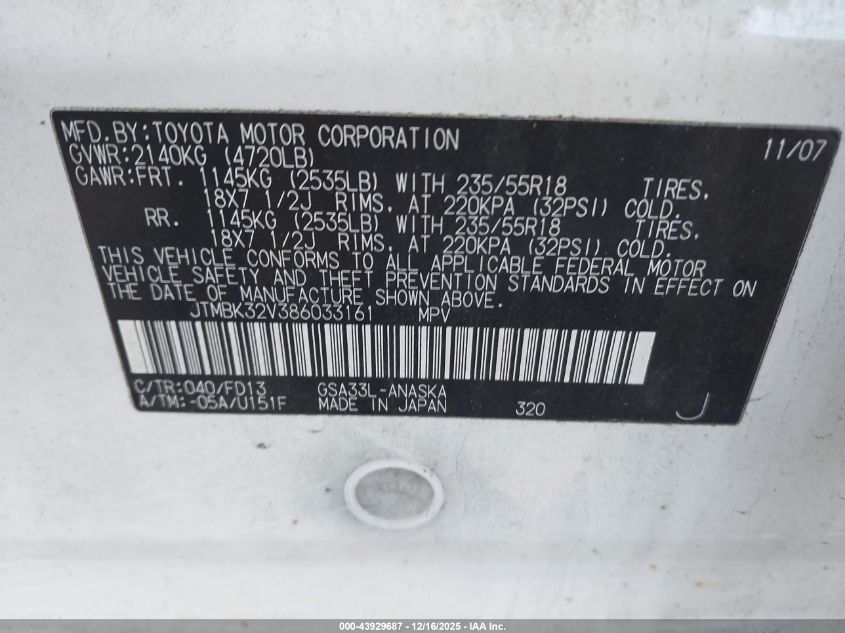 MFD.BY:TOYOTA MOTOR CORPORATION 11/07
GVWR:2140KG (4720LB)
GAWR:FRT. 1145KG (2535LB) WITH 235/55R18 TIRES,
18X7 1/2J RIMS, AT 220KPA (32PSI) COLD.
RR. 1145KG (2535LB) WITH 235/55R18 TIRES,
18X7 1/2J RIMS, AT 220KPA (32PSI) COLD.
THIS VEHICLE CONFORMS TO ALL APPLICABLE FEDERAL MOTOR
VEHICLE SAFETY AND THEFT PREVENTION STANDARDS IN EFFECT ON
THE DATE OF MANUFACTURE SHOWN ABOVE.
JTMBK32V386033161 MPV
C/TR:040/FD13 GSA33L-ANASKA
A/TM:-05A/U151F MADE IN JAPAN 320 J
000-43929687 - 12/16/2025 - IAA Inc.